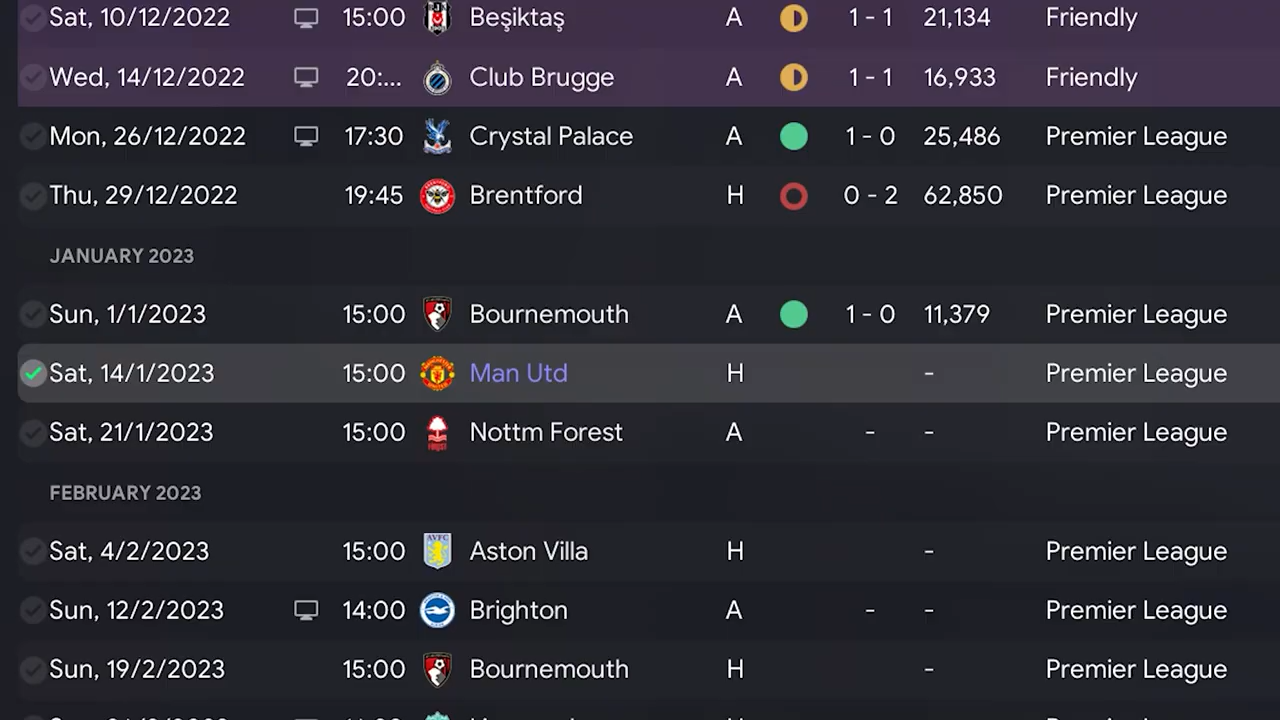 Sat, 10/12/2022 15:00 Beşiktaş A 1 - 1 21,134 Friendly
Wed, 14/12/2022 20:... Club Brugge A 1 - 1 16,933 Friendly
Mon, 26/12/2022 17:30 Crystal Palace A 1 - 0 25,486 Premier League
Thu, 29/12/2022 19:45 Brentford H 0 - 2 62,850 Premier League
JANUARY 2023
Sun, 1/1/2023 15:00 Bournemouth A 1 - 0 11,379 Premier League
Sat, 14/1/2023 15:00 Man Utd H - Premier League
Sat, 21/1/2023 15:00 Nottm Forest A - - Premier League
FEBRUARY 2023
Sat, 4/2/2023 15:00 Aston Villa H - Premier League
Sun, 12/2/2023 14:00 Brighton A - - Premier League
Sun, 19/2/2023 15:00 Bournemouth H - Premier League